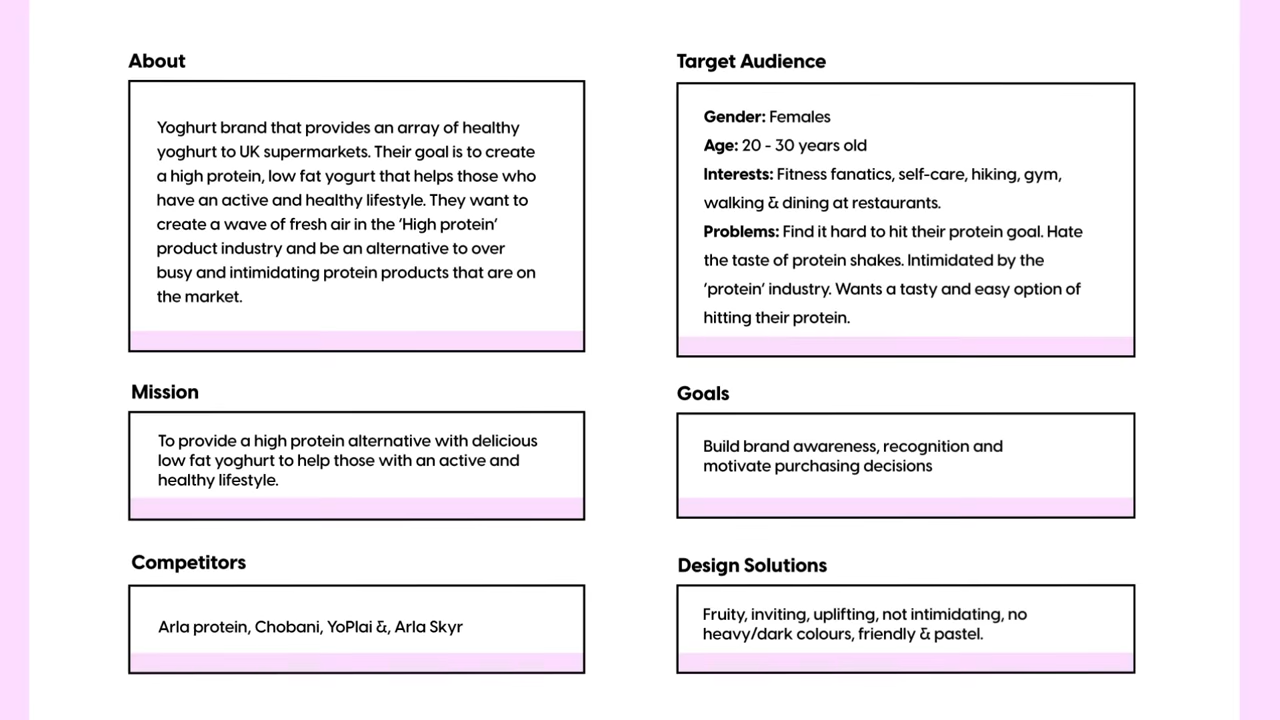 About
Yoghurt brand that provides an array of healthy
yoghurt to UK supermarkets. Their goal is to create
a high protein, low fat yogurt that helps those who
have an active and healthy lifestyle. They want to
create a wave of fresh air in the ‘High protein’
product industry and be an alternative to over
busy and intimidating protein products that are on
the market.
Target Audience
Gender: Females
Age: 20 - 30 years old
Interests: Fitness fanatics, self-care, hiking, gym,
walking & dining at restaurants.
Problems: Find it hard to hit their protein goal. Hate
the taste of protein shakes. Intimidated by the
‘protein’ industry. Wants a tasty and easy option of
hitting their protein.
Mission
To provide a high protein alternative with delicious
low fat yoghurt to help those with an active and
healthy lifestyle.
Goals
Build brand awareness, recognition and
motivate purchasing decisions
Competitors
Arla protein, Chobani, YoPlai &, Arla Skyr
Design Solutions
Fruity, inviting, uplifting, not intimidating, no
heavy/dark colours, friendly & pastel.